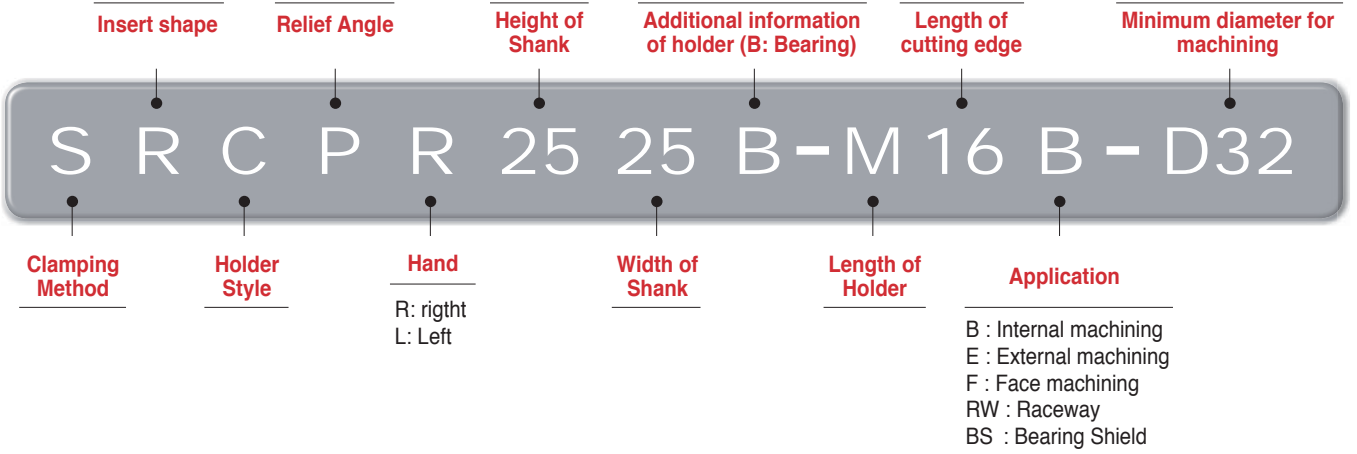 Insert shape
Relief Angle
Height of
Shank
Additional information
of holder (B: Bearing)
Length of
cutting edge
Minimum diameter for
machining
S R C P R 25 25 B-M 16 B - D32
Clamping
Method
Holder
Style
Hand
R: rigtht
L: Left
Width of
Shank
Length of
Holder
Application
B : Internal machining
E : External machining
F : Face machining
RW : Raceway
BS : Bearing Shield